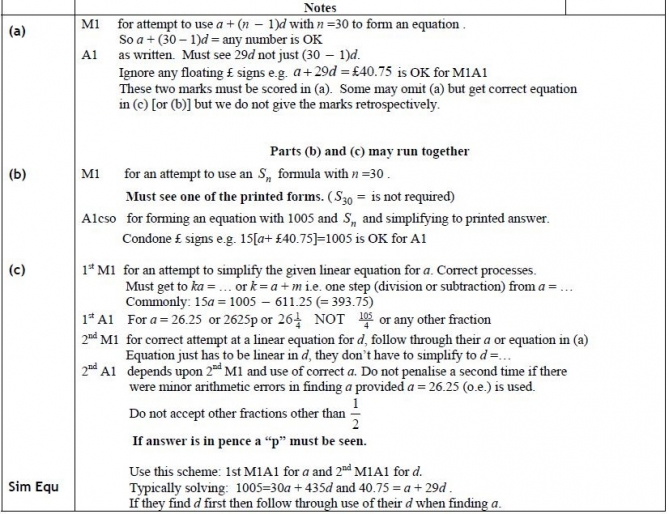 Notes
(a) M1 for attempt to use a + (n − 1)d with n =30 to form an equation .
So a + (30 – 1)d = any number is OK
A1 as written. Must see 29d not just (30 – 1)d.
Ignore any floating £ signs e.g. a + 29d = £40.75 is OK for M1A1
These two marks must be scored in (a). Some may omit (a) but get correct equation
in (c) [or (b)] but we do not give the marks retrospectively.
Parts (b) and (c) may run together
(b) M1 for an attempt to use an Sn formula with n =30 .
Must see one of the printed forms. ( S30 = is not required)
A1cso for forming an equation with 1005 and Sn and simplifying to printed answer.
Condone £ signs e.g. 15[a+ £40.75]=1005 is OK for A1
(c) 1st M1 for an attempt to simplify the given linear equation for a. Correct processes.
Must get to ka = … or k = a + m i.e. one step (division or subtraction) from a = …
Commonly: 15a = 1005 − 611.25 (= 393.75)
1st A1 For a = 26.25 or 2625p or 26 1/4 NOT 105/4 or any other fraction
2nd M1 for correct attempt at a linear equation for d, follow through their a or equation in (a)
Equation just has to be linear in d, they don't have to simplify to d =…
2nd A1 depends upon 2nd M1 and use of correct a. Do not penalise a second time if there
were minor arithmetic errors in finding a provided a = 26.25 (o.e.) is used.
Do not accept other fractions other than 1/2
If answer is in pence a "p" must be seen.
Use this scheme: 1st M1A1 for a and 2nd M1A1 for d.
Sim Equ Typically solving: 1005=30a + 435d and 40.75 = a + 29d .
If they find d first then follow through use of their d when finding a.